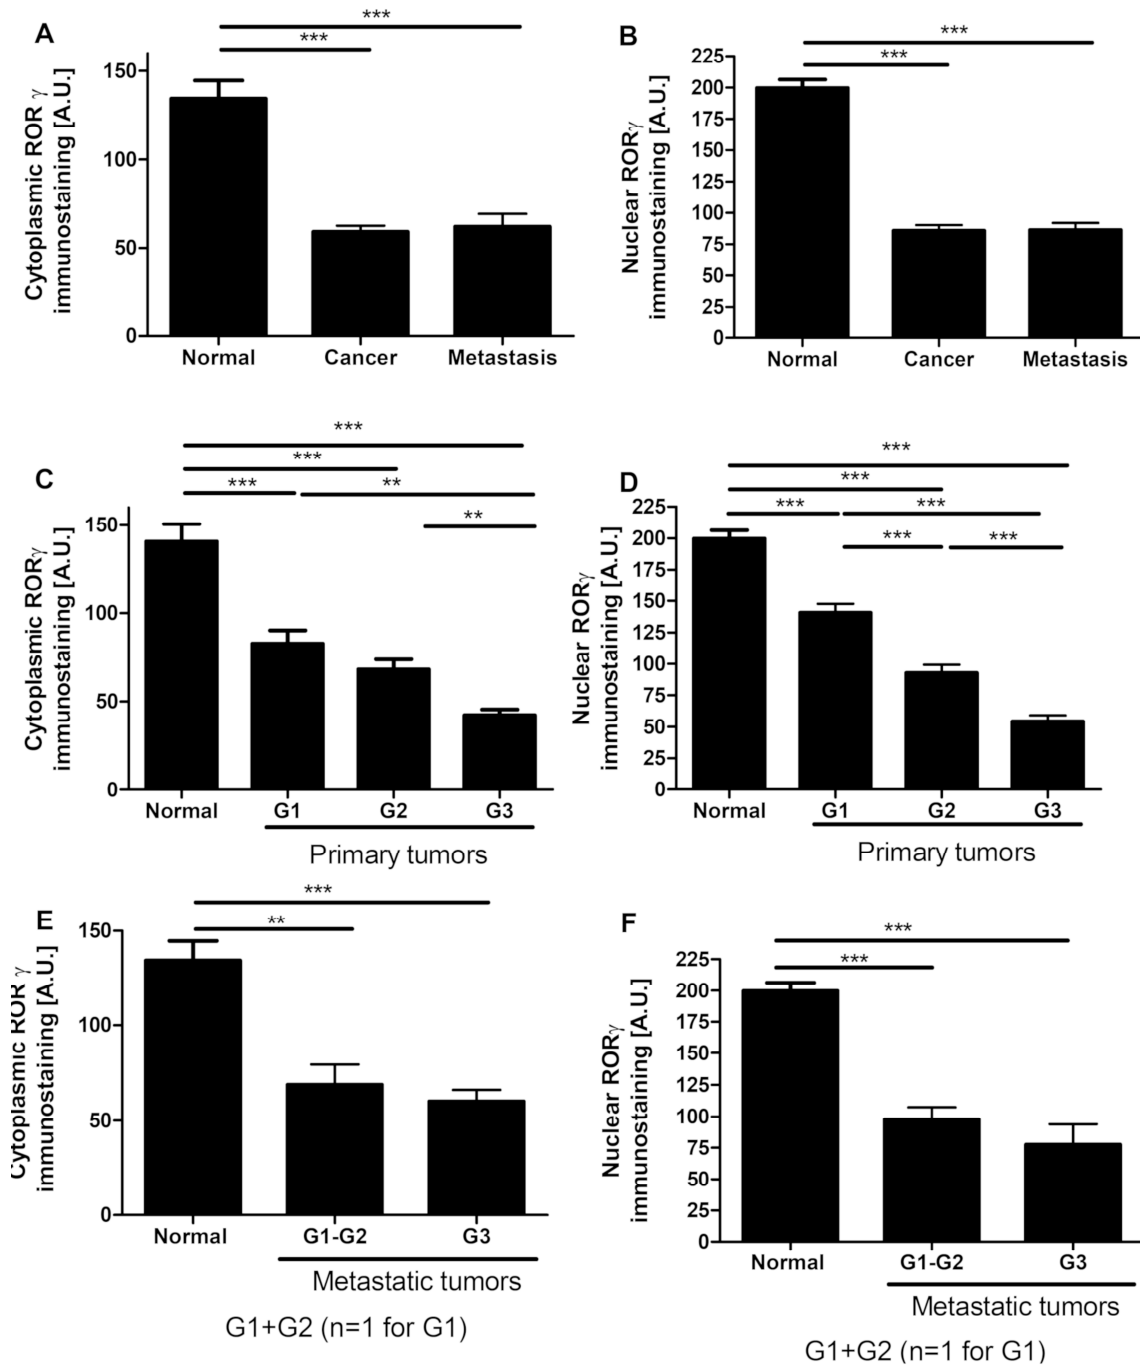 A
***
***
Cytoplasmic ROR γ
immunostaining [A.U.]
150
100
50
0
Normal Cancer Metastasis
B
***
***
Nuclear RORγ
immunostaining [A.U.]
225
200
175
150
125
100
75
50
25
0
Normal Cancer Metastasis
C
***
***
*** **
**
Cytoplasmic RORγ
immunostaining [A.U.]
150
100
50
0
Normal G1 G2 G3
Primary tumors
D
***
***
*** ***
*** ***
Nuclear RORγ
immunostaining [A.U.]
225
200
175
150
125
100
75
50
25
0
Normal G1 G2 G3
Primary tumors
E
***
**
Cytoplasmic ROR γ
immunostaining [A.U.]
150
100
50
0
Normal G1-G2 G3
Metastatic tumors
G1+G2 (n=1 for G1)
F
***
***
Nuclear RORγ
immunostaining [A.U.]
225
200
175
150
125
100
75
50
25
0
Normal G1-G2 G3
Metastatic tumors
G1+G2 (n=1 for G1)